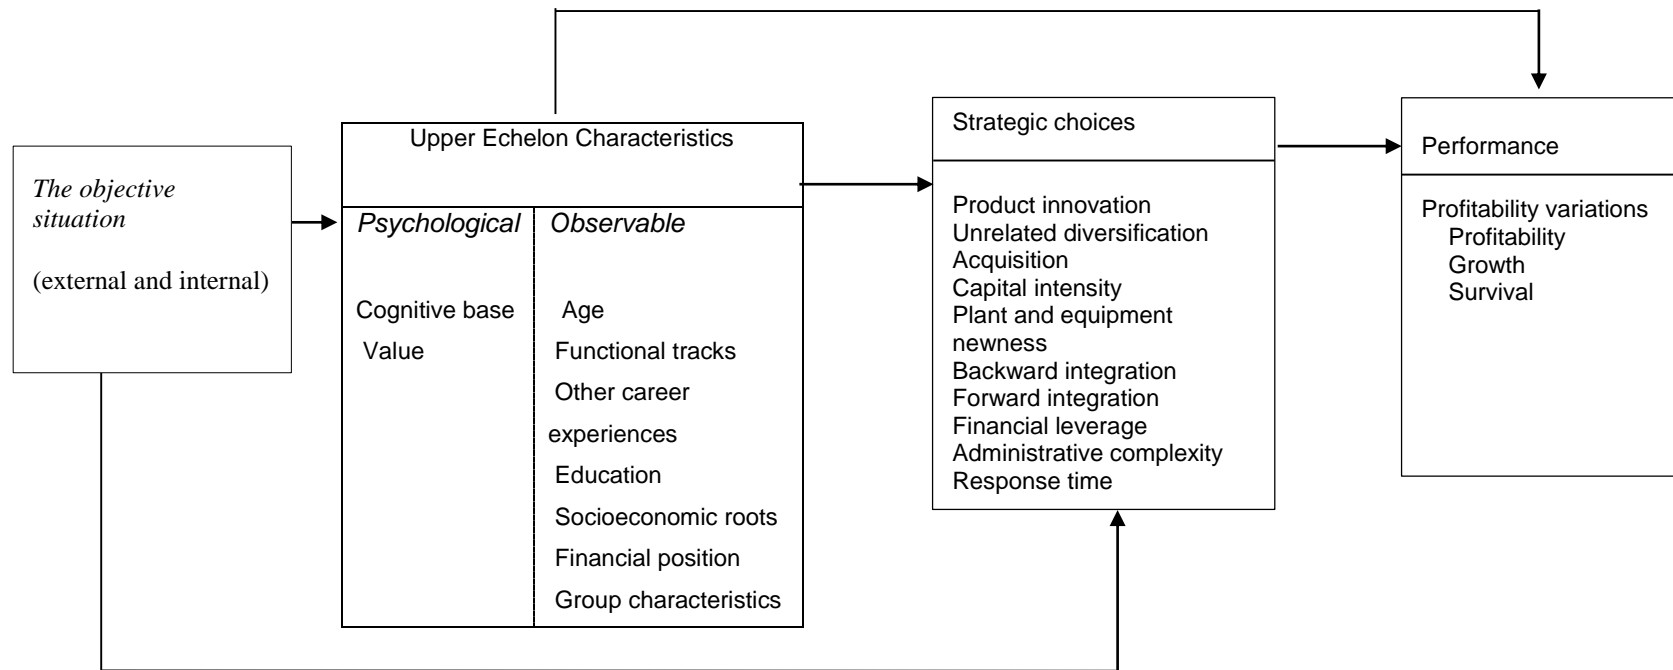 The objective
situation
(external and internal)
Upper Echelon Characteristics
Psychological
Cognitive base
Value
Observable
Age
Functional tracks
Other career
experiences
Education
Socioeconomic roots
Financial position
Group characteristics
Strategic choices
Product innovation
Unrelated diversification
Acquisition
Capital intensity
Plant and equipment
newness
Backward integration
Forward integration
Financial leverage
Administrative complexity
Response time
Performance
Profitability variations
Profitability
Growth
Survival